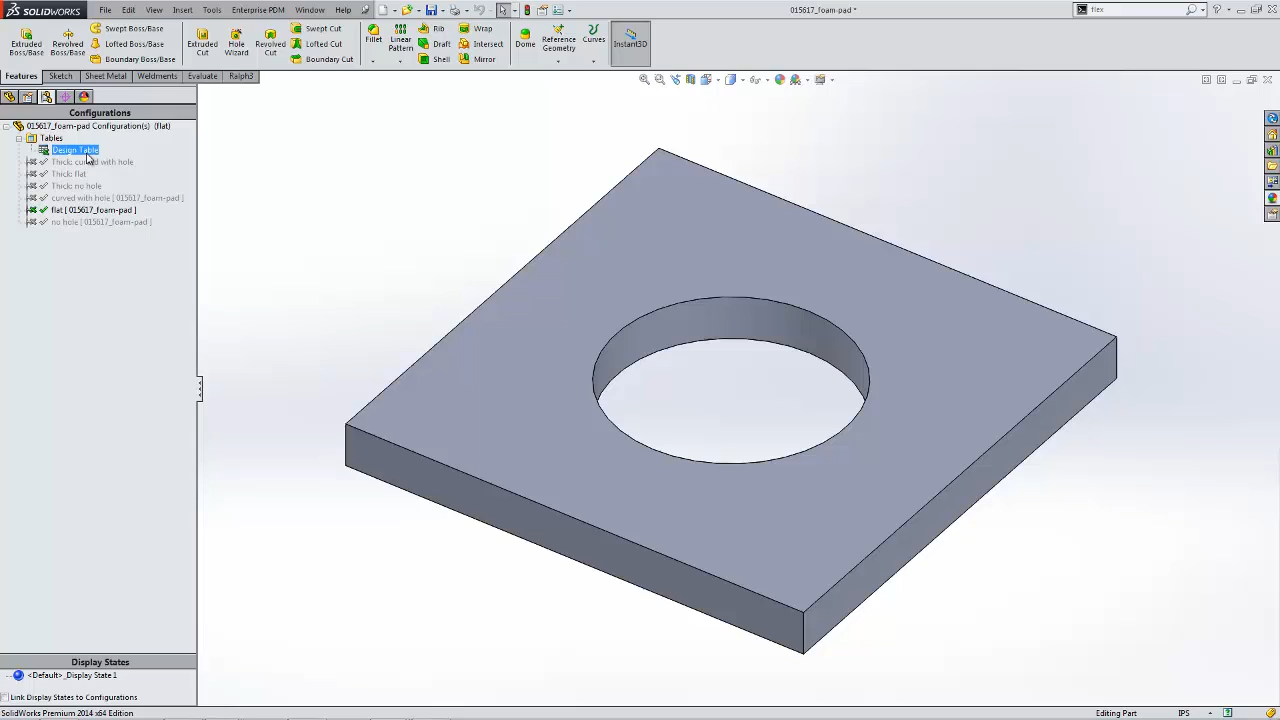 SOLIDWORKS File Edit View Insert Tools Enterprise PDM Window Help 015617_foam-pad * flex
Extruded Boss/Base
Revolved Boss/Base
Swept Boss/Base
Lofted Boss/Base
Boundary Boss/Base
Extruded Cut
Hole Wizard
Revolved Cut
Swept Cut
Lofted Cut
Boundary Cut
Fillet
Linear Pattern
Rib
Draft
Shell
Wrap
Intersect
Mirror
Dome
Reference Geometry
Curves
Instant3D
Features Sketch Sheet Metal Weldments Evaluate Ralph3
Configurations
015617_foam-pad Configuration(s) (flat)
Tables
Design Table
Thick: curved with hole
Thick: flat
Thick: no hole
curved with hole [ 015617_foam-pad ]
flat [ 015617_foam-pad ]
no hole [ 015617_foam-pad ]
Display States
<Default>_Display State 1
Link Display States to Configurations
SolidWorks Premium 2014 x64 Edition Editing Part IPS